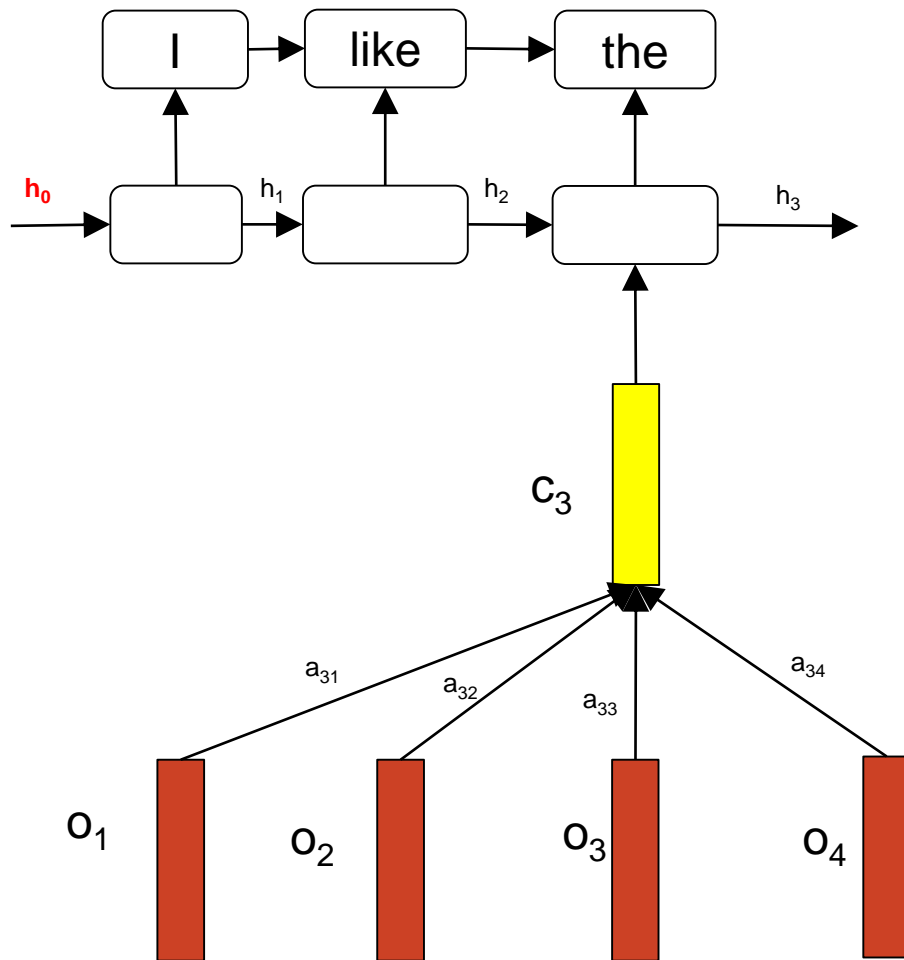 I like the
h₀ h₁ h₂ h₃
c₃
a₃₁ a₃₂ a₃₃ a₃₄
o₁ o₂ o₃ o₄